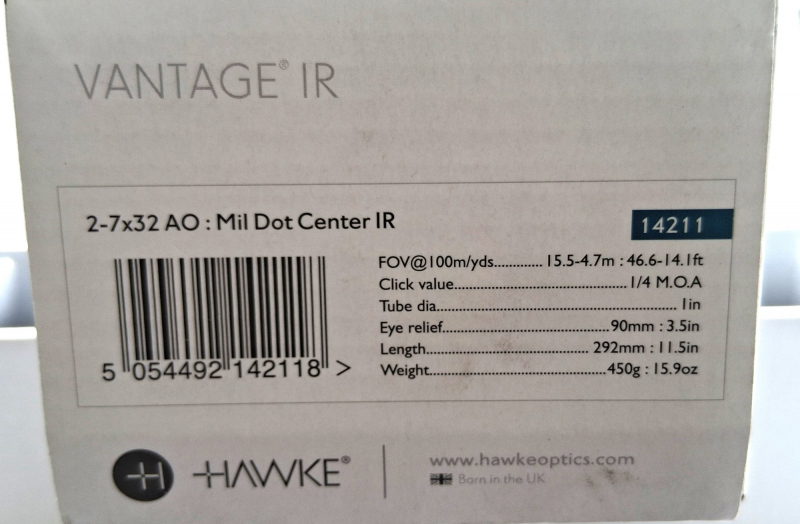 VANTAGE® IR
2-7x32 AO : Mil Dot Center IR
14211
FOV@100m/yds............ 15.5-4.7m : 46.6-14.1ft
Click value.......................................... 1/4 M.O.A
Tube dia....................................................... 1in
Eye relief........................................ 90mm : 3.5in
Length........................................ 292mm : 11.5in
Weight.......................................... 450g : 15.9oz
5 054492 142118 >
HAWKE®
www.hawkeoptics.com
Born in the UK